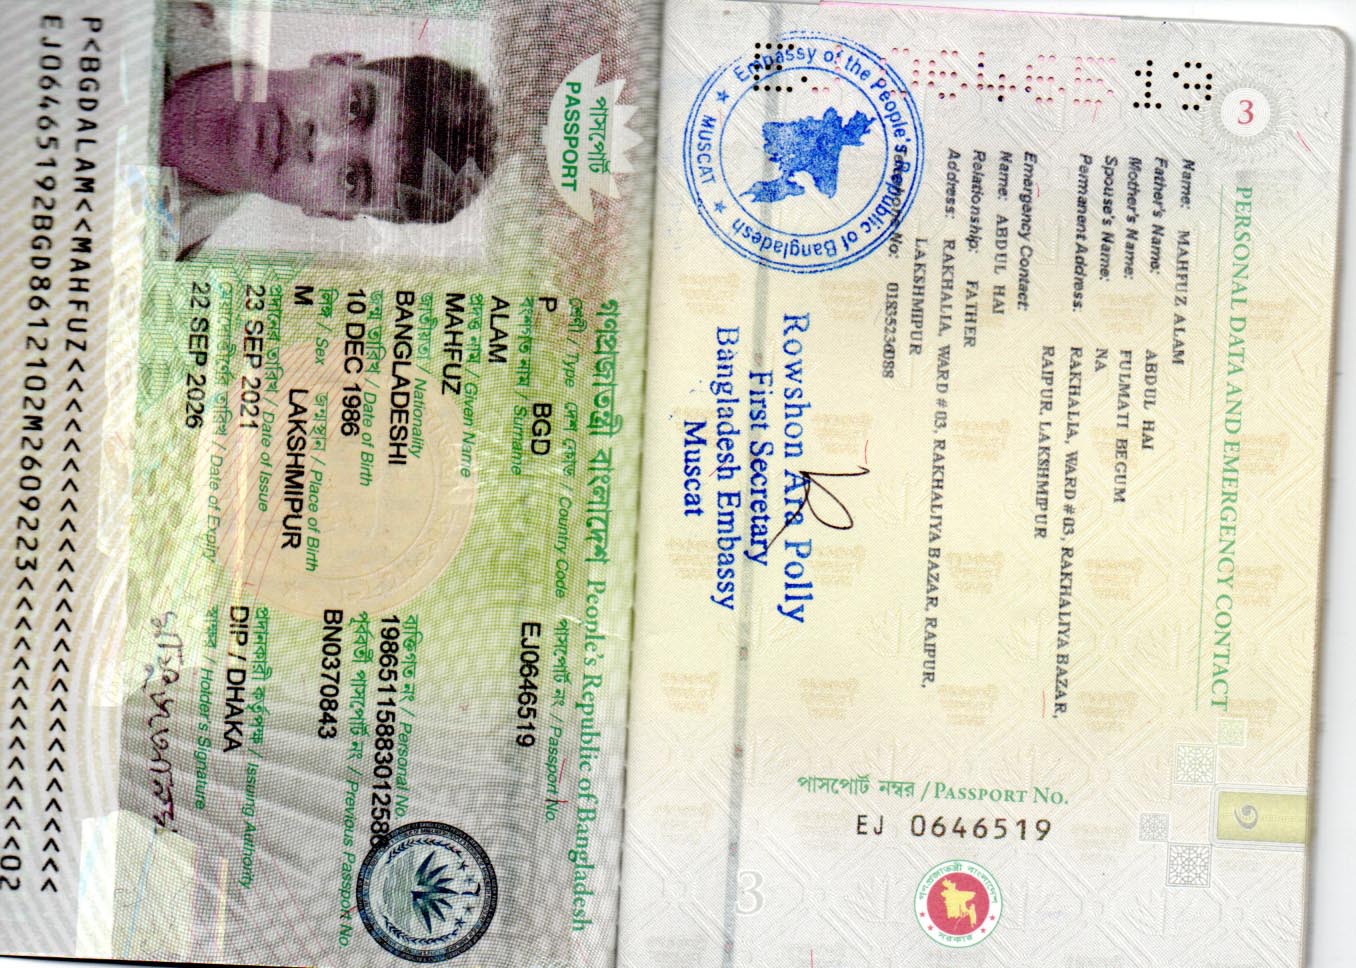 3
PERSONAL DATA AND EMERGENCY CONTACT
Name: MAHFUZ ALAM
Father's Name: ABDUL HAI
Mother's Name: FULMATI BEGUM
Spouse's Name: NA
Permanent Address: RAKHALIA, WARD # 03, RAKHALIYA BAZAR,
RAIPUR, LAKSHMIPUR
Emergency Contact:
Name: ABDUL HAI
Relationship: FATHER
Address: RAKHALIA, WARD # 03, RAKHALIYA BAZAR, RAIPUR,
LAKSHMIPUR
No: 01835236088
Embassy of the People's Republic of Bangladesh
MUSCAT
Rowshon Ara Polly
First Secretary
Bangladesh Embassy
Muscat
পাসপোর্ট নম্বর / PASSPORT No.
EJ 0646519
গণপ্রজাতন্ত্রী বাংলাদেশ
সরকার
3
গণপ্রজাতন্ত্রী বাংলাদেশ People's Republic of Bangladesh
পাসপোর্ট
PASSPORT
শ্রেণী / Type দেশ কোড / Country Code পাসপোর্ট নং / Passport No.
P BGD EJ0646519
বংশগত নাম / Surname
ALAM
প্রদত্ত নাম / Given Name
MAHFUZ
জাতীয়তা / Nationality ব্যক্তিগত নং / Personal No.
BANGLADESHI 19865115883012588
জন্ম তারিখ / Date of Birth পূর্ববর্তী পাসপোর্ট নং / Previous Passport No.
10 DEC 1986 BN0370843
লিঙ্গ / Sex জন্মস্থান / Place of Birth
M LAKSHMIPUR
প্রদানের তারিখ / Date of Issue প্রদানকারী কর্তৃপক্ষ / Issuing Authority
23 SEP 2021 DIP / DHAKA
মেয়াদোত্তীর্ণ তারিখ / Date of Expiry স্বাক্ষর / Holder's Signature
22 SEP 2026
P<BGDALAM<<MAHFUZ<<<<<<<<<<<<<<<<<<<<<<<<<<<
EJ06465192BGD8612102M2609223<<<<<<<<<<<<<<02